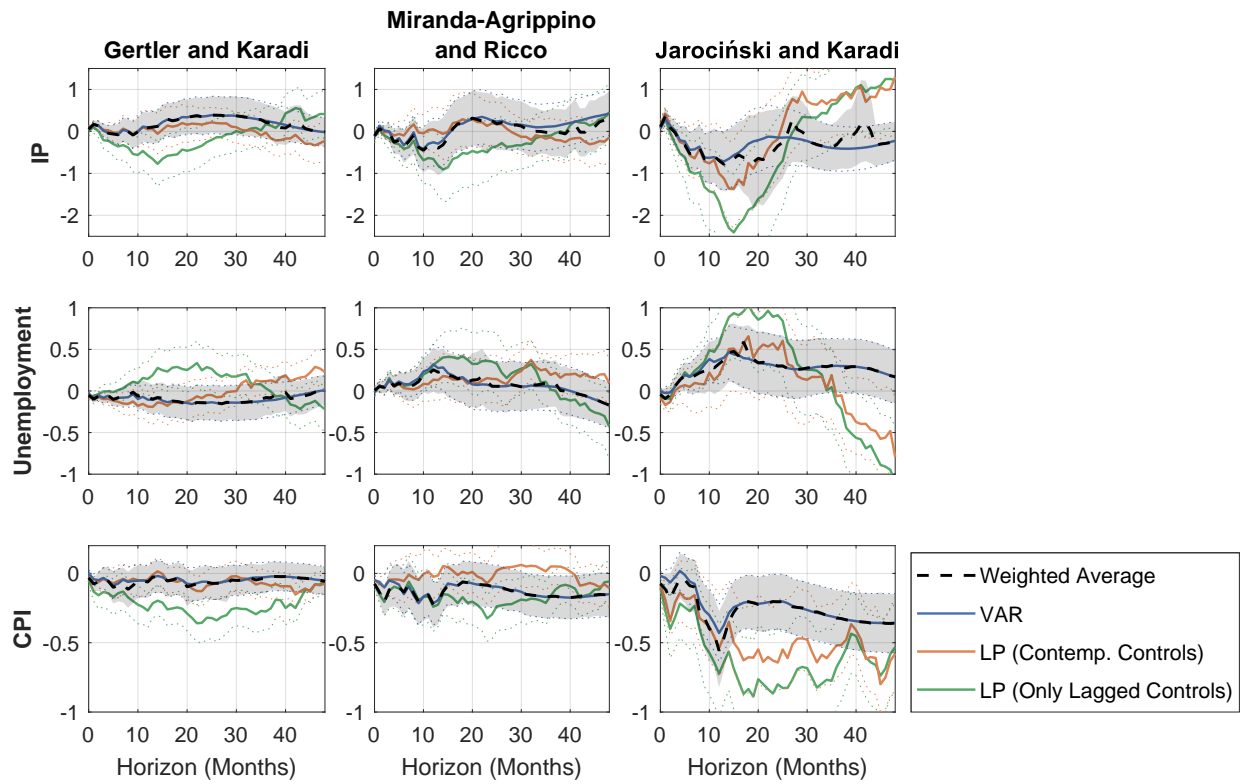 Gertler and Karadi
Miranda-Agrippino
and Ricco
Jarociński and Karadi
IP
1
0
-1
-2
0 10 20 30 40
1
0
-1
-2
0 10 20 30 40
1
0
-1
-2
0 10 20 30 40
Unemployment
1
0.5
0
-0.5
-1
0 10 20 30 40
1
0.5
0
-0.5
-1
0 10 20 30 40
1
0.5
0
-0.5
-1
0 10 20 30 40
CPI
0
-0.5
-1
0 10 20 30 40
Horizon (Months)
0
-0.5
-1
0 10 20 30 40
Horizon (Months)
0
-0.5
-1
0 10 20 30 40
Horizon (Months)
Weighted Average
VAR
LP (Contemp. Controls)
LP (Only Lagged Controls)